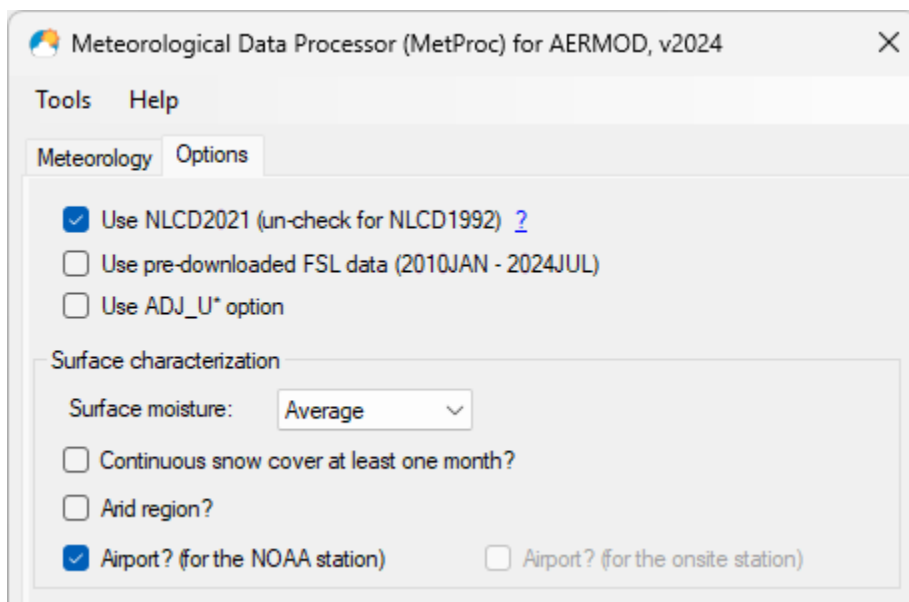 Meteorological Data Processor (MetProc) for AERMOD, v2024
Tools Help
Meteorology Options
Use NLCD2021 (un-check for NLCD1992) ?
Use pre-downloaded FSL data (2010JAN - 2024JUL)
Use ADJ_U* option
Surface characterization
Surface moisture: Average
Continuous snow cover at least one month?
Arid region?
Airport? (for the NOAA station) Airport? (for the onsite station)